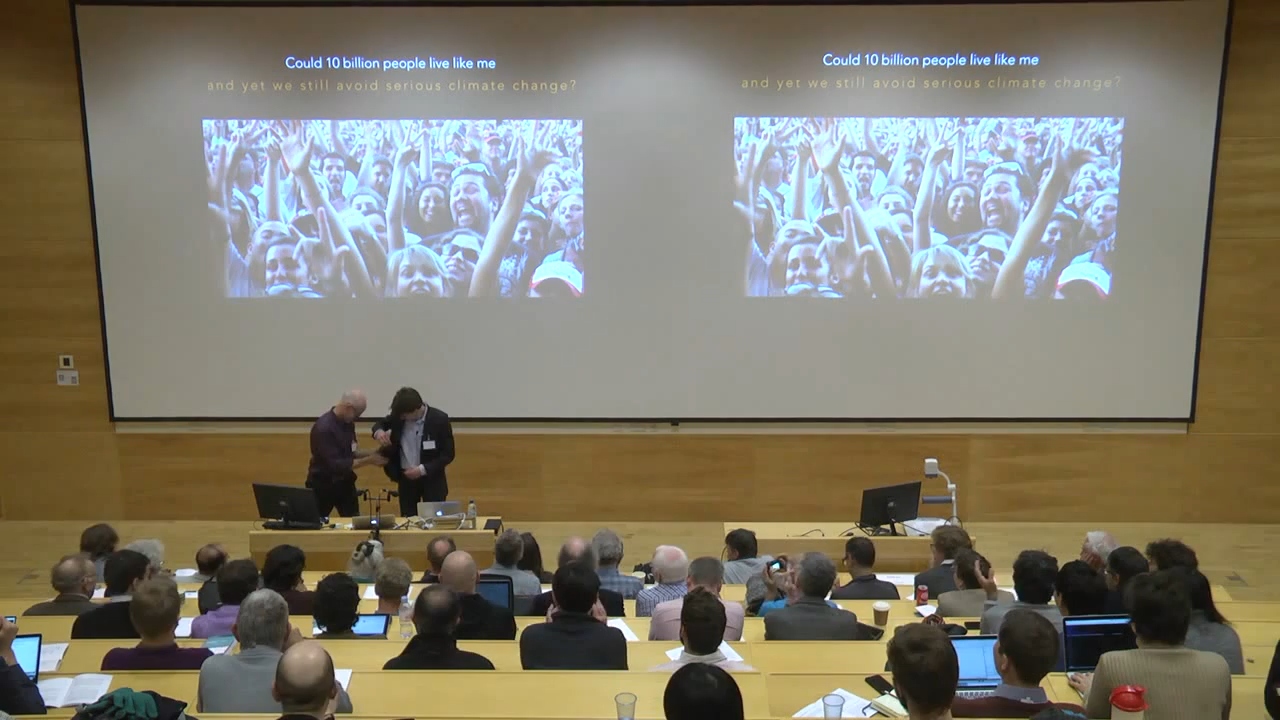 Could 10 billion people live like me
and yet we still avoid serious climate change?
Could 10 billion people live like me
and yet we still avoid serious climate change?